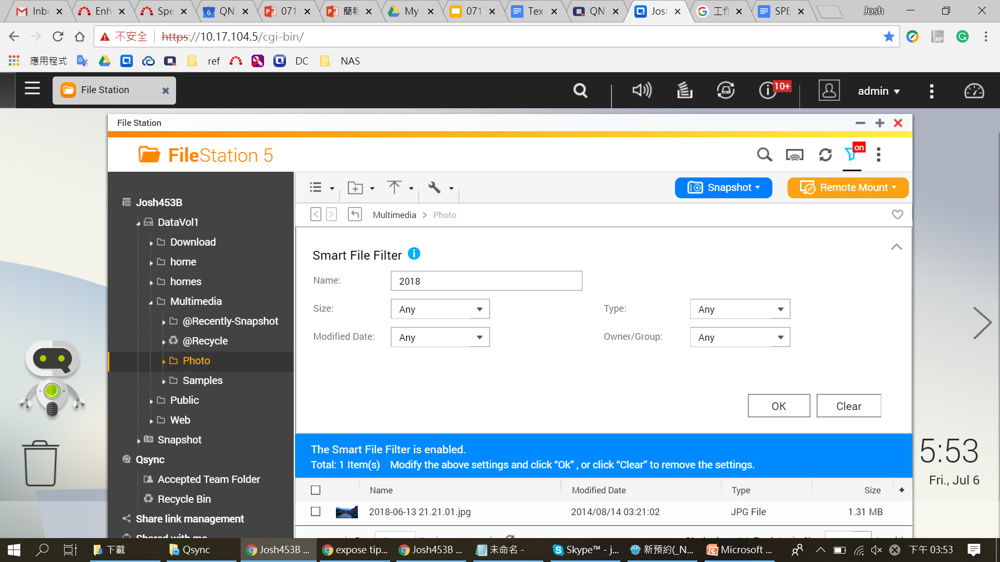 Inbo
Enh
Spe
QN
071
簡報
My
071
Tex
QN
Josh
SPE
Josh
不安全
https://10.17.104.5/cgi-bin/
應用程式
ref
DC
NAS
File Station
10+
admin
File Station
FileStation 5
on
Snapshot
Remote Mount
Multimedia > Photo
Josh453B
DataVol1
Download
home
homes
Multimedia
@Recently-Snapshot
@Recycle
Photo
Samples
Public
Web
Snapshot
Qsync
Accepted Team Folder
Recycle Bin
Share link management
Shared with me
Smart File Filter
Name: 2018
Size: Any
Type: Any
Modified Date: Any
Owner/Group: Any
OK
Clear
The Smart File Filter is enabled.
Total: 1 Item(s) Modify the above settings and click “Ok” , or click “Clear” to remove the settings.
Name Modified Date Type Size
2018-06-13 21.21.01.jpg 2014/08/14 03:21:02 JPG File 1.31 MB
5:53
Fri., Jul 6
下載
Qsync
Josh453B ...
expose tip...
Josh453B ...
未命名 -
Skype™ - j...
新預約(_N...
Microsoft ...
下午 03:53